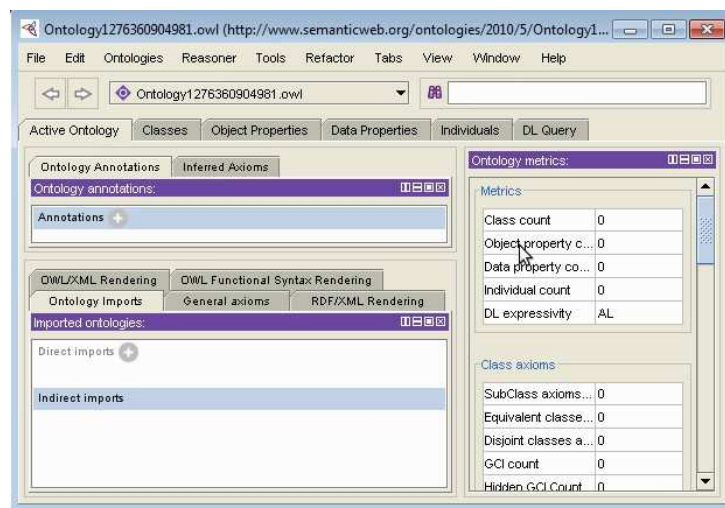 Ontology1276360904981.owl (http://www.semanticweb.org/ontologies/2010/5/Ontology1...
File Edit Ontologies Reasoner Tools Refactor Tabs View Window Help
Ontology1276360904981.owl
Active Ontology Classes Object Properties Data Properties Individuals DL Query
Ontology Annotations Inferred Axioms
Ontology annotations:
Annotations
OWL/XML Rendering OWL Functional Syntax Rendering
Ontology Imports General axioms RDF/XML Rendering
Imported ontologies:
Direct imports
Indirect imports
Ontology metrics:
Metrics
Class count 0
Object property c... 0
Data property co... 0
Individual count 0
DL expressivity AL
Class axioms
SubClass axioms... 0
Equivalent classe... 0
Disjoint classes a... 0
GCI count 0
Hidden GCI Count 0